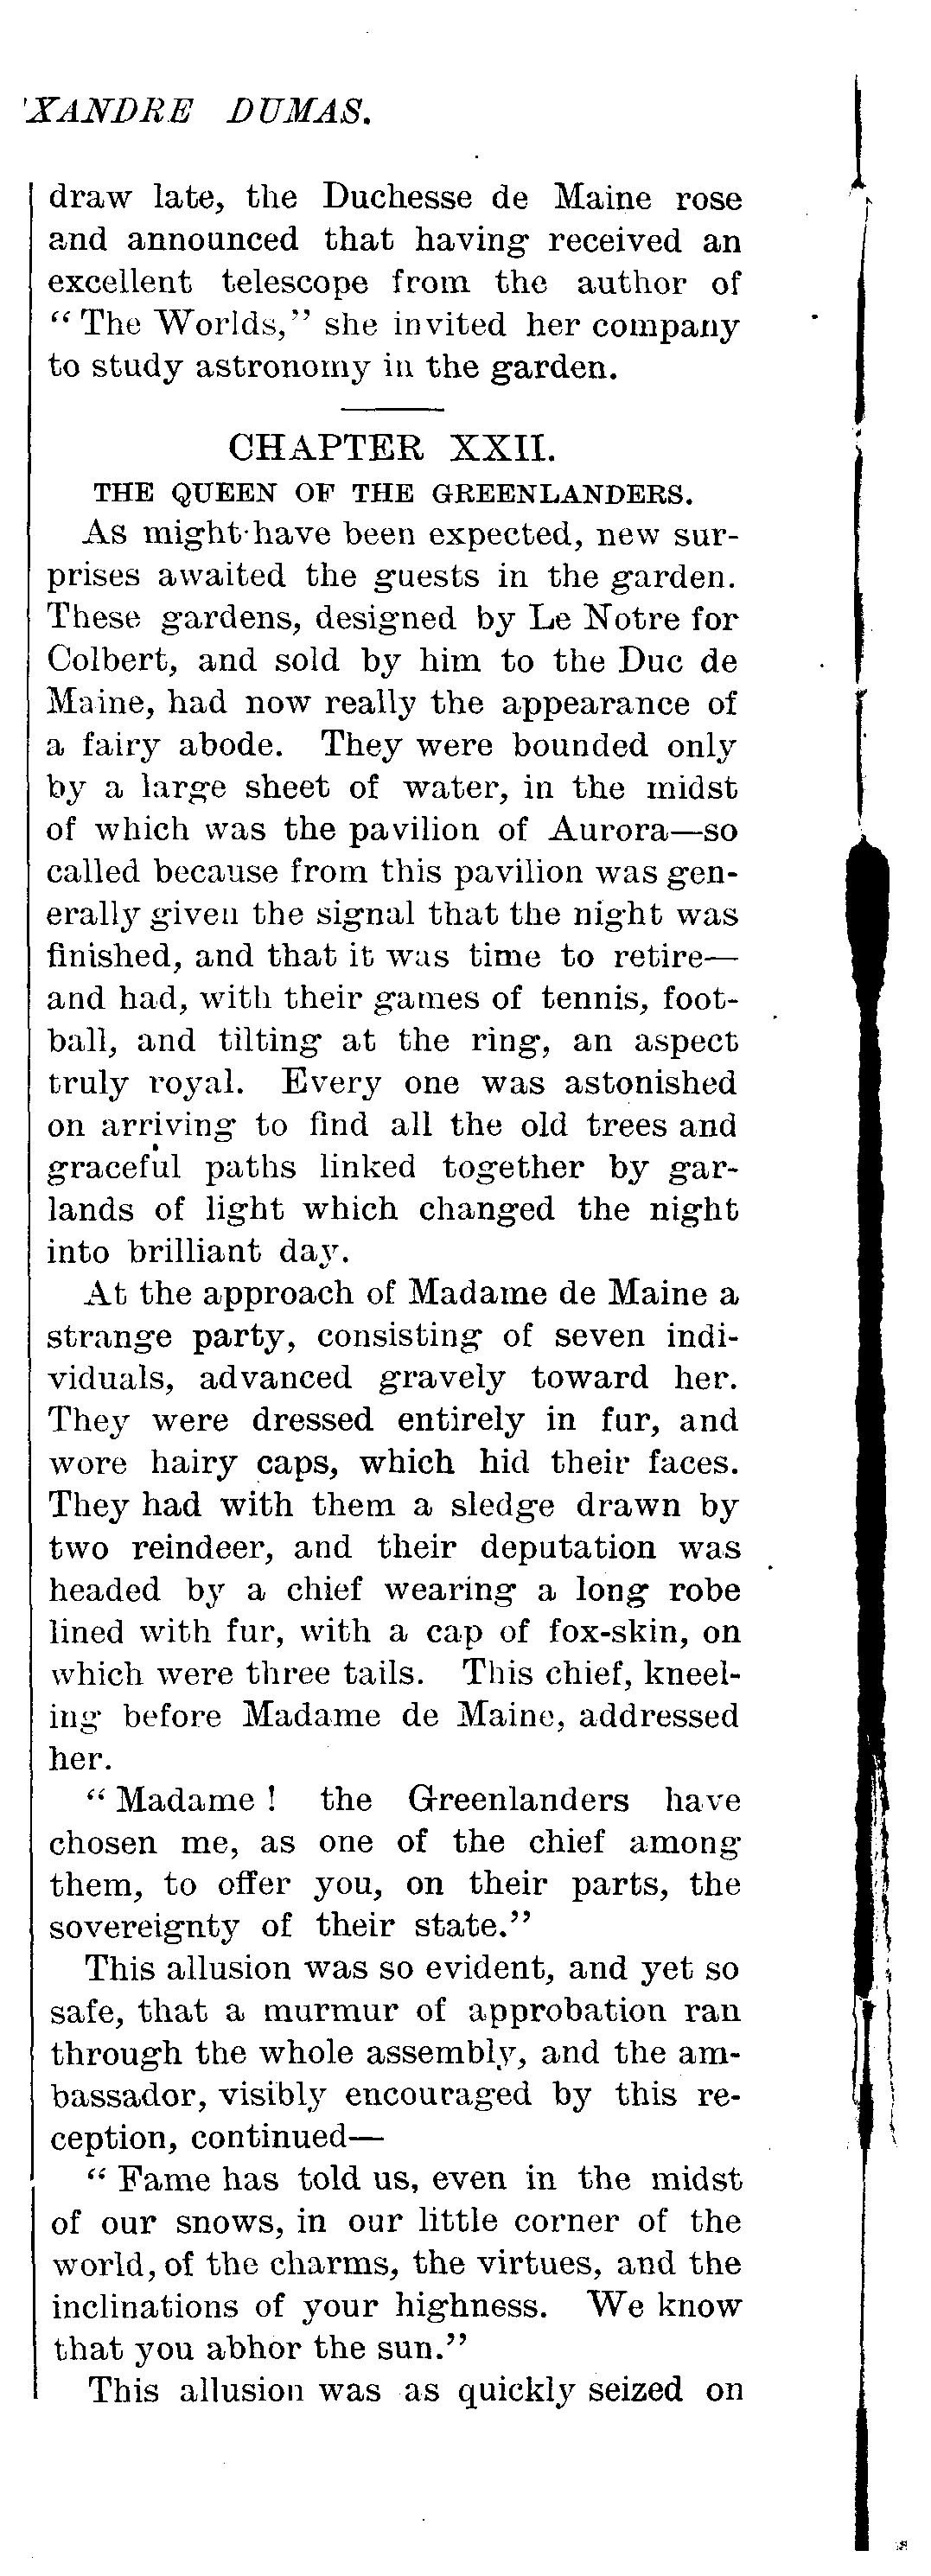 'XANDRE DUMAS.
draw late, the Duchesse de Maine rose
and announced that having received an
excellent telescope from the author of
“ The Worlds,” she invited her company
to study astronomy in the garden.
CHAPTER XXII.
THE QUEEN OF THE GREENLANDERS.
As might have been expected, new sur-
prises awaited the guests in the garden.
These gardens, designed by Le Notre for
Colbert, and sold by him to the Duc de
Maine, had now really the appearance of
a fairy abode. They were bounded only
by a large sheet of water, in the midst
of which was the pavilion of Aurora—so
called because from this pavilion was gen-
erally given the signal that the night was
finished, and that it was time to retire—
and had, with their games of tennis, foot-
ball, and tilting at the ring, an aspect
truly royal. Every one was astonished
on arriving to find all the old trees and
graceful paths linked together by gar-
lands of light which changed the night
into brilliant day.
At the approach of Madame de Maine a
strange party, consisting of seven indi-
viduals, advanced gravely toward her.
They were dressed entirely in fur, and
wore hairy caps, which hid their faces.
They had with them a sledge drawn by
two reindeer, and their deputation was
headed by a chief wearing a long robe
lined with fur, with a cap of fox-skin, on
which were three tails. This chief, kneel-
ing before Madame de Maine, addressed
her.
“ Madame ! the Greenlanders have
chosen me, as one of the chief among
them, to offer you, on their parts, the
sovereignty of their state.”
This allusion was so evident, and yet so
safe, that a murmur of approbation ran
through the whole assembly, and the am-
bassador, visibly encouraged by this re-
ception, continued—
“ Fame has told us, even in the midst
of our snows, in our little corner of the
world, of the charms, the virtues, and the
inclinations of your highness. We know
that you abhor the sun.”
This allusion was as quickly seized on